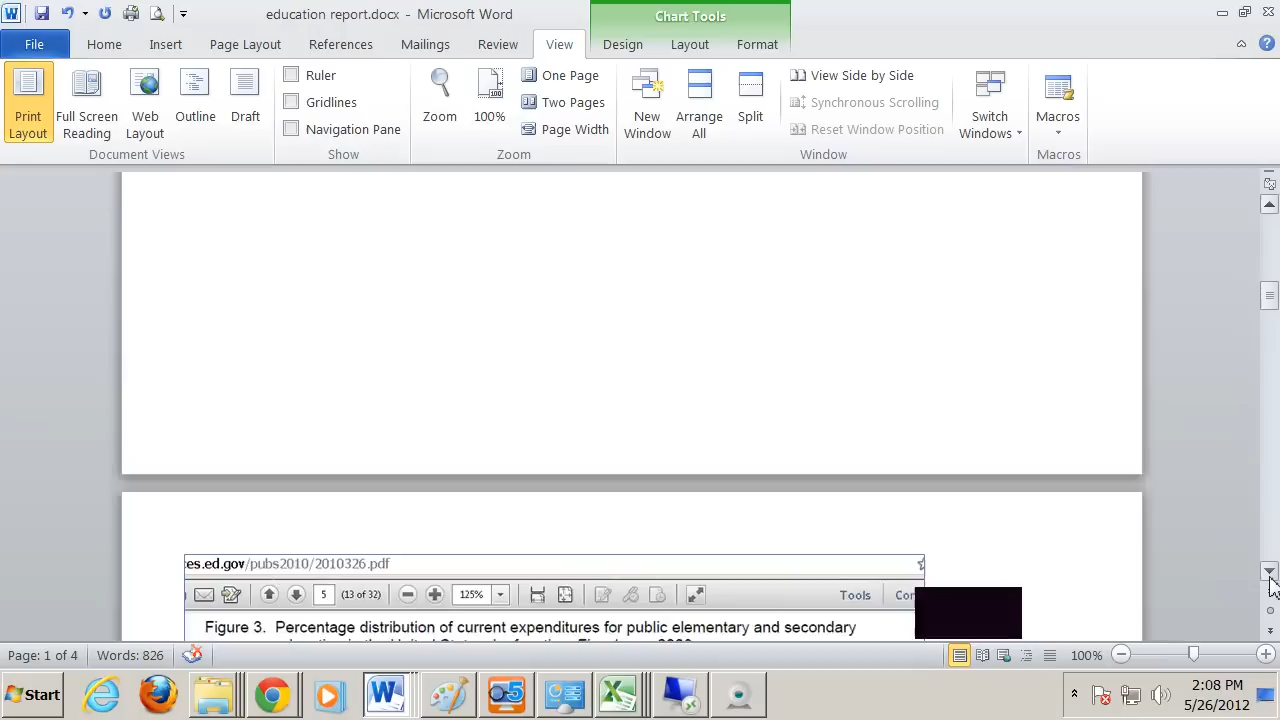 education report.docx - Microsoft Word
Chart Tools
File Home Insert Page Layout References Mailings Review View Design Layout Format
Print Layout
Full Screen Reading
Web Layout
Outline
Draft
Document Views
Ruler
Gridlines
Navigation Pane
Show
Zoom
100%
One Page
Two Pages
Page Width
Zoom
New Window
Arrange All
Split
View Side by Side
Synchronous Scrolling
Reset Window Position
Switch Windows
Window
Macros
Macros
es.ed.gov/pubs2010/2010326.pdf
5 (13 of 32) 125% Tools
Figure 3. Percentage distribution of current expenditures for public elementary and secondary
Page: 1 of 4 Words: 826 100%
Start
2:08 PM
5/26/2012